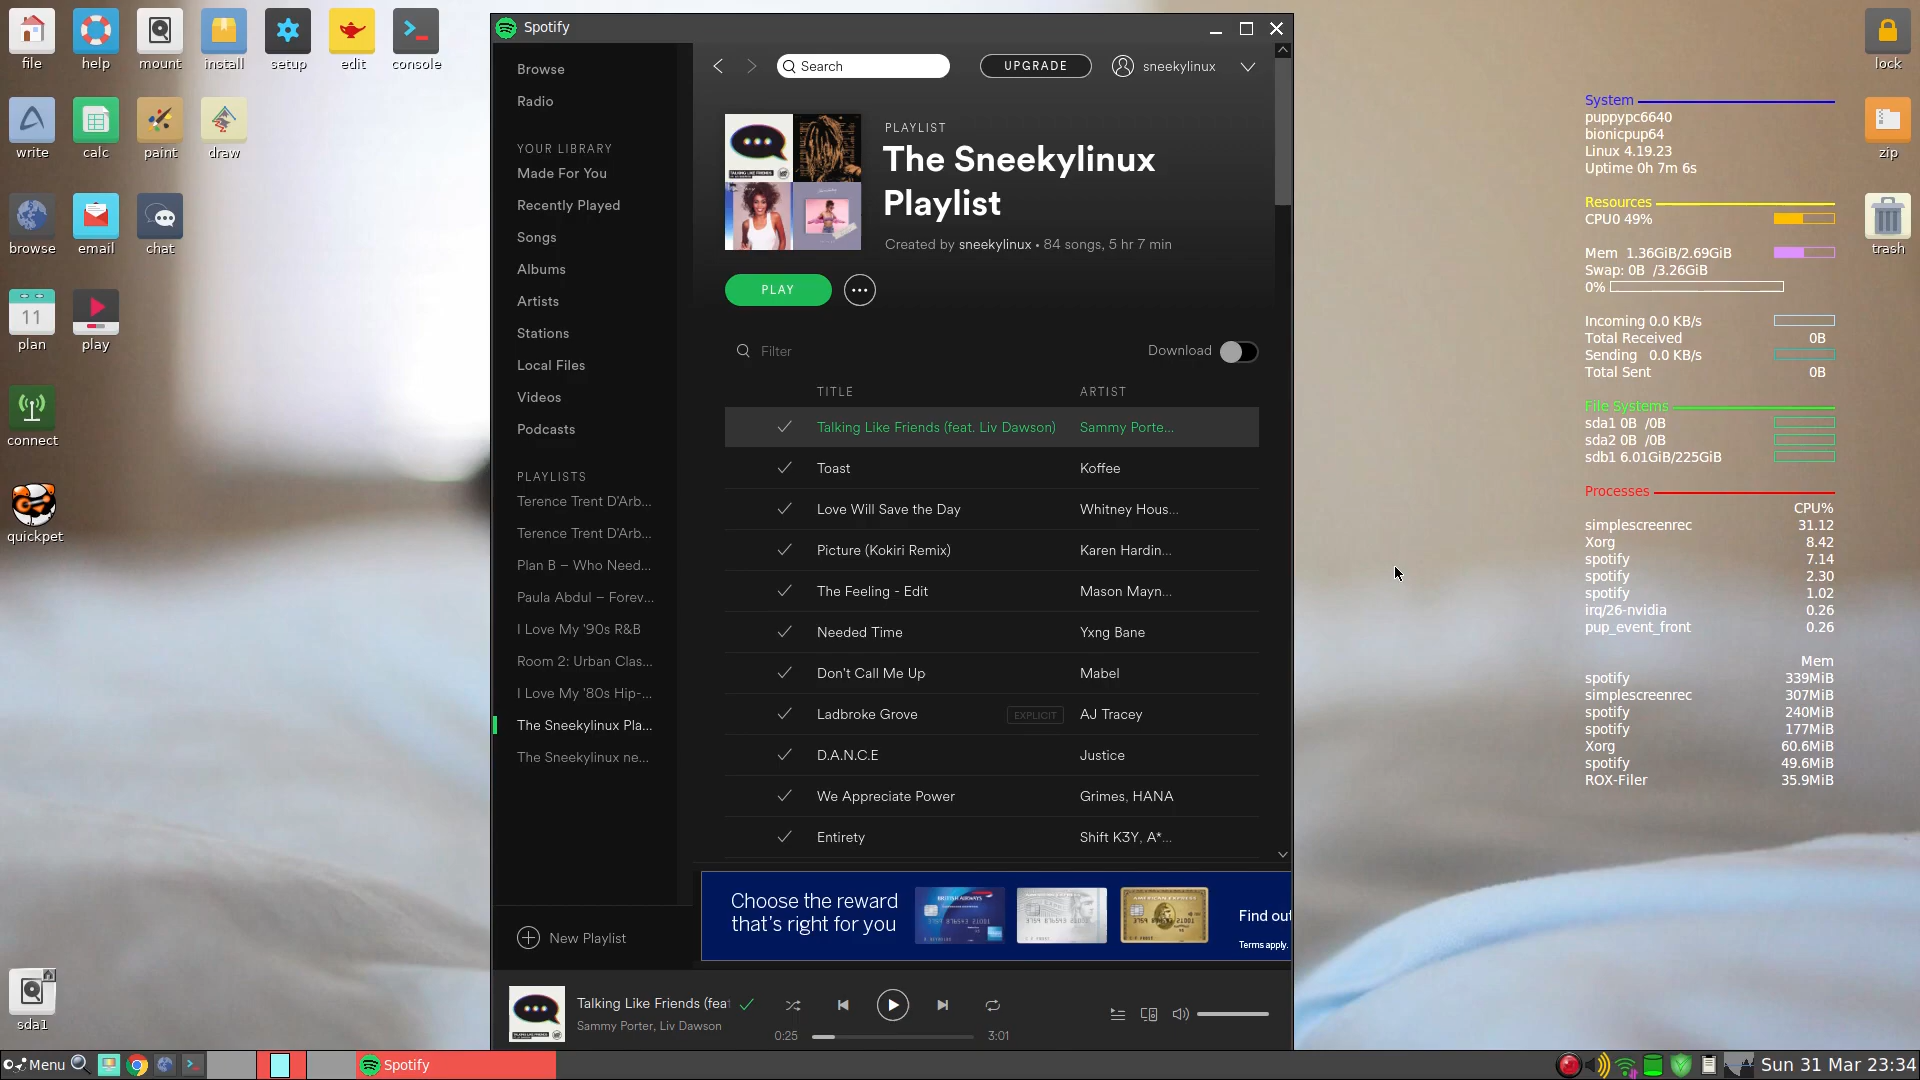 file
help
mount
install
setup
edit
console
write
calc
paint
draw
browse
email
chat
11
plan
play
connect
quickpet
sda1
Spotify
Browse
Radio
YOUR LIBRARY
Made For You
Recently Played
Songs
Albums
Artists
Stations
Local Files
Videos
Podcasts
PLAYLISTS
Terence Trent D'Arb...
Terence Trent D'Arb...
Plan B – Who Need...
Paula Abdul – Forev...
I Love My '90s R&B
Room 2: Urban Clas...
I Love My '80s Hip-...
The Sneekylinux Pla...
The Sneekylinux ne...
New Playlist
Search
UPGRADE
sneekylinux
PLAYLIST
The Sneekylinux
Playlist
Created by sneekylinux • 84 songs, 5 hr 7 min
PLAY
Filter
Download
TITLE ARTIST
Talking Like Friends (feat. Liv Dawson) Sammy Porte...
Toast Koffee
Love Will Save the Day Whitney Hous...
Picture (Kokiri Remix) Karen Hardin...
The Feeling - Edit Mason Mayn...
Needed Time Yxng Bane
Don't Call Me Up Mabel
Ladbroke Grove EXPLICIT AJ Tracey
D.A.N.C.E Justice
We Appreciate Power Grimes, HANA
Entirety Shift K3Y, A*...
Choose the reward
that's right for you
BRITISH AIRWAYS
AMERICAN EXPRESS
Find out
Terms apply.
Talking Like Friends (feat
Sammy Porter, Liv Dawson
0:25
3:01
System
puppypc6640
bionicpup64
Linux 4.19.23
Uptime 0h 7m 6s
Resources
CPU0 49%
Mem 1.36GiB/2.69GiB
Swap: 0B /3.26GiB
0%
Incoming 0.0 KB/s
Total Received 0B
Sending 0.0 KB/s
Total Sent 0B
File Systems
sda1 0B /0B
sda2 0B /0B
sdb1 6.01GiB/225GiB
Processes
CPU%
simplescreenrec 31.12
Xorg 8.42
spotify 7.14
spotify 2.30
spotify 1.02
irq/26-nvidia 0.26
pup_event_front 0.26
Mem
spotify 339MiB
simplescreenrec 307MiB
spotify 240MiB
spotify 177MiB
Xorg 60.6MiB
spotify 49.6MiB
ROX-Filer 35.9MiB
lock
zip
trash
Menu
Spotify
Sun 31 Mar 23:34